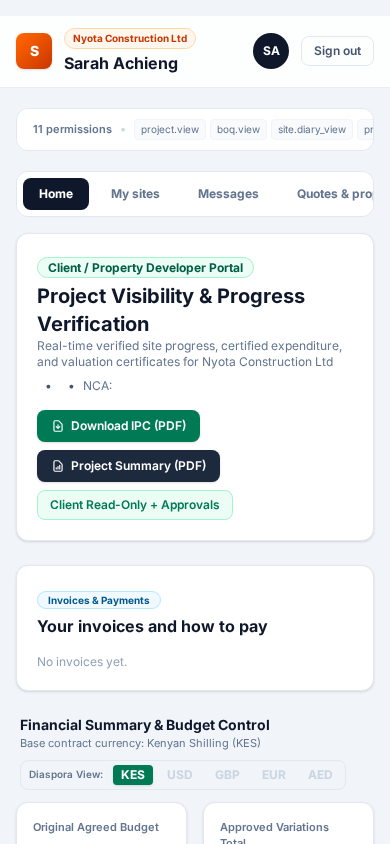 S
Nyota Construction Ltd
Sarah Achieng
SA
Sign out
11 permissions • project.view boq.view site.diary_view
Home My sites Messages Quotes & pro
Client / Property Developer Portal
Project Visibility & Progress
Verification
Real-time verified site progress, certified expenditure,
and valuation certificates for Nyota Construction Ltd
• • NCA:
Download IPC (PDF)
Project Summary (PDF)
Client Read-Only + Approvals
Invoices & Payments
Your invoices and how to pay
No invoices yet.
Financial Summary & Budget Control
Base contract currency: Kenyan Shilling (KES)
Diaspora View: KES USD GBP EUR AED
Original Agreed Budget
Approved Variations
Total